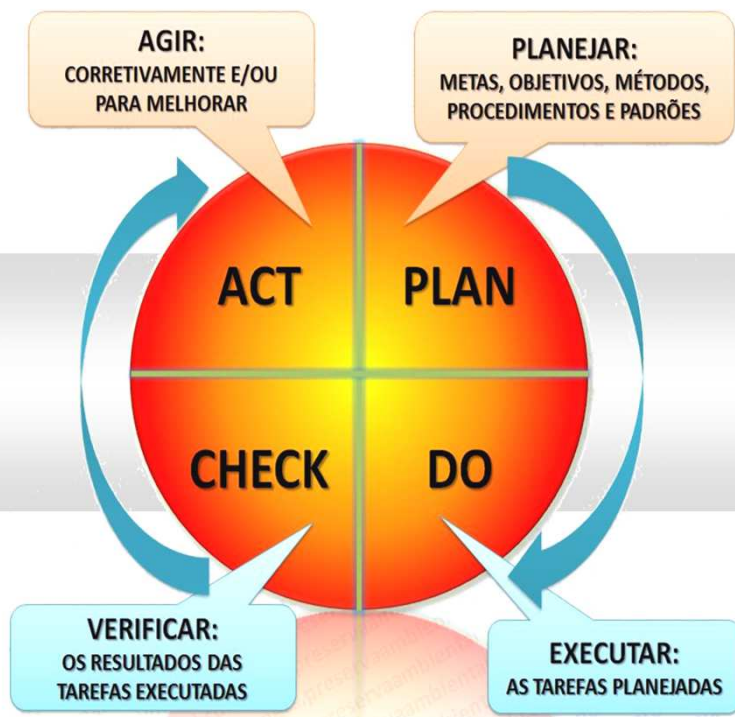 AGIR:
CORRETIVAMENTE E/OU
PARA MELHORAR
PLANEJAR:
METAS, OBJETIVOS, MÉTODOS,
PROCEDIMENTOS E PADRÕES
ACT
PLAN
CHECK
DO
VERIFICAR:
OS RESULTADOS DAS
TAREFAS EXECUTADAS
EXECUTAR:
AS TAREFAS PLANEJADAS